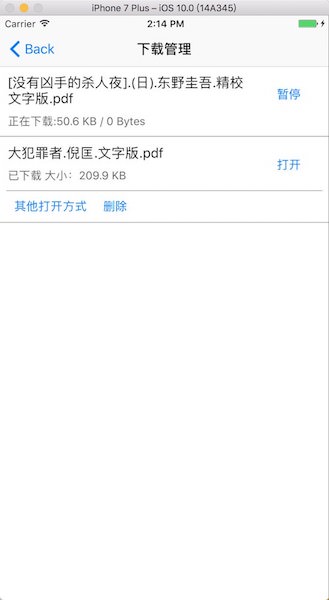 iPhone 7 Plus – iOS 10.0 (14A345)
Carrier 2:14 PM
Back 下载管理
[没有凶手的杀人夜].(日).东野圭吾.精校
文字版.pdf
暂停
正在下载:50.6 KB / 0 Bytes
大犯罪者.倪匡.文字版.pdf
打开
已下载 大小：209.9 KB
其他打开方式 删除